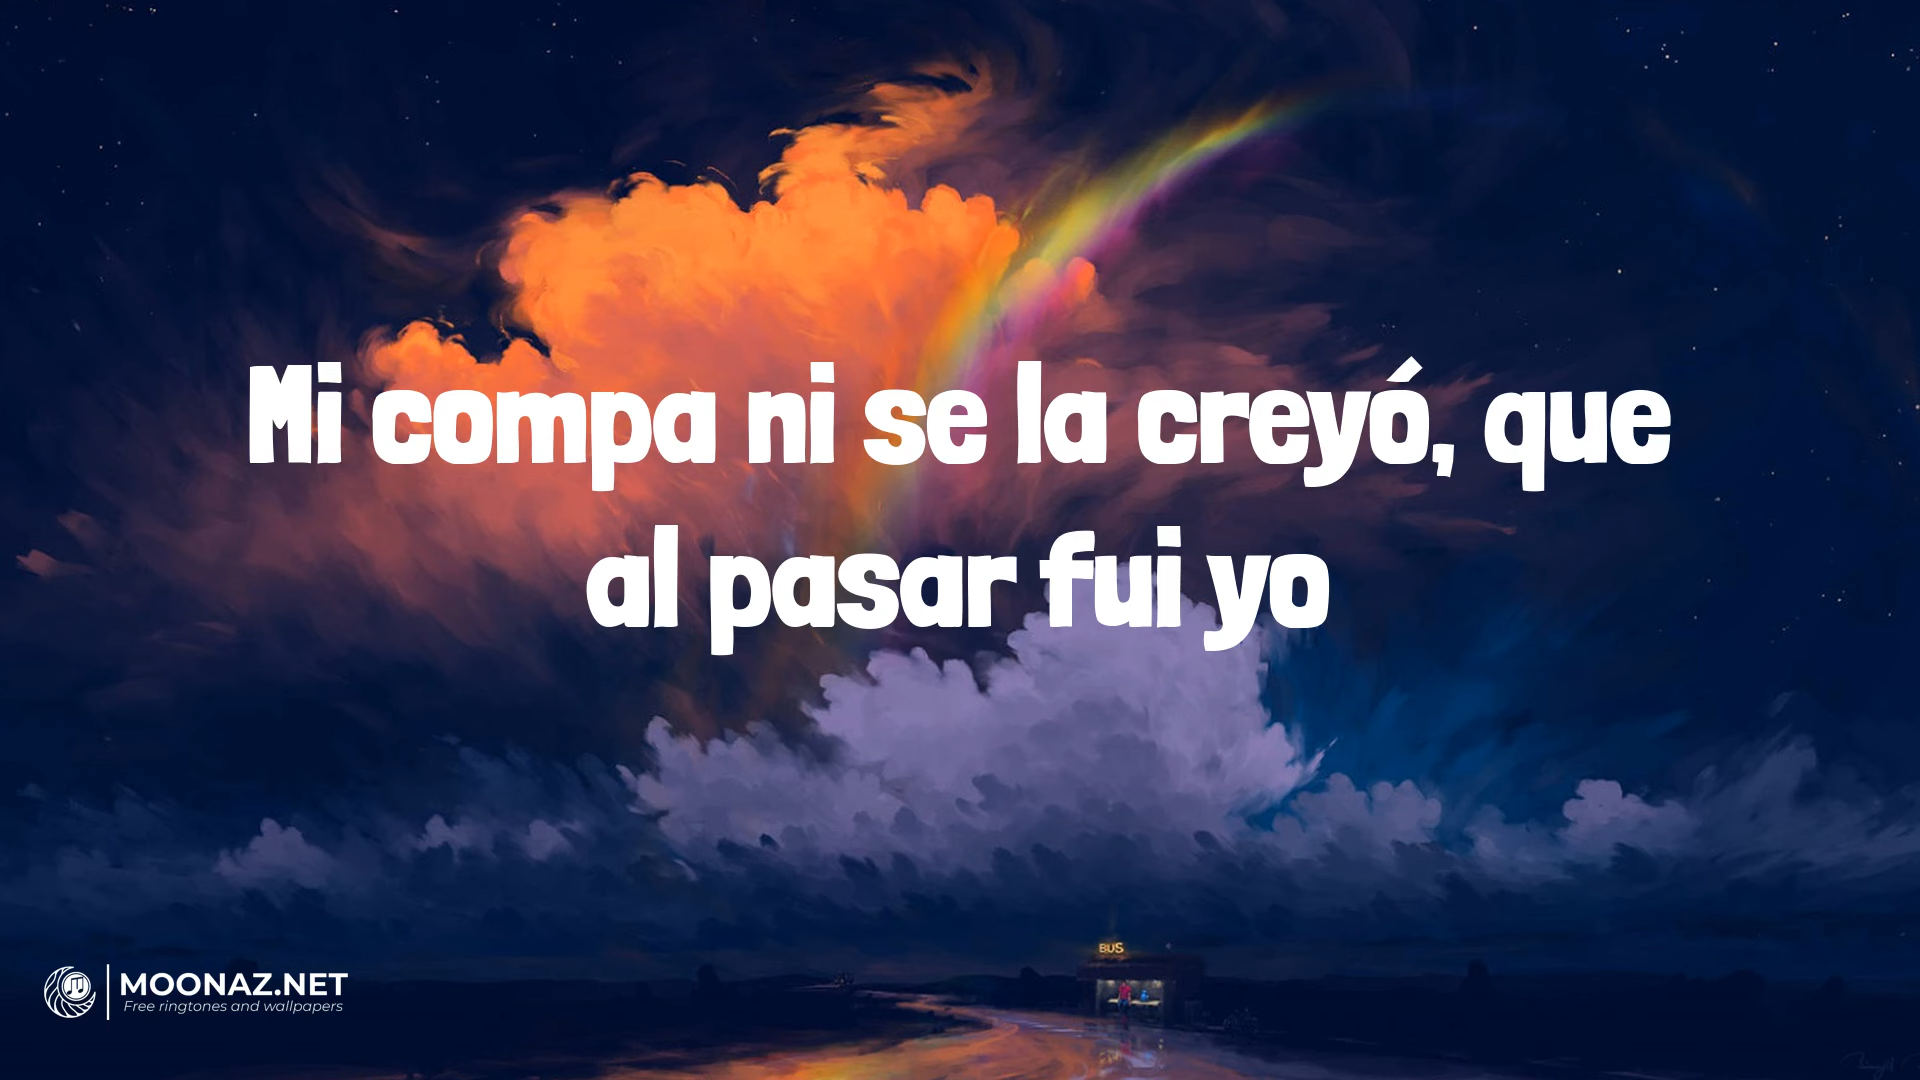 Mi compa ni se la creyó, que
al pasar fui yo
BUS
MOONAZ.NET
Free ringtones and wallpapers